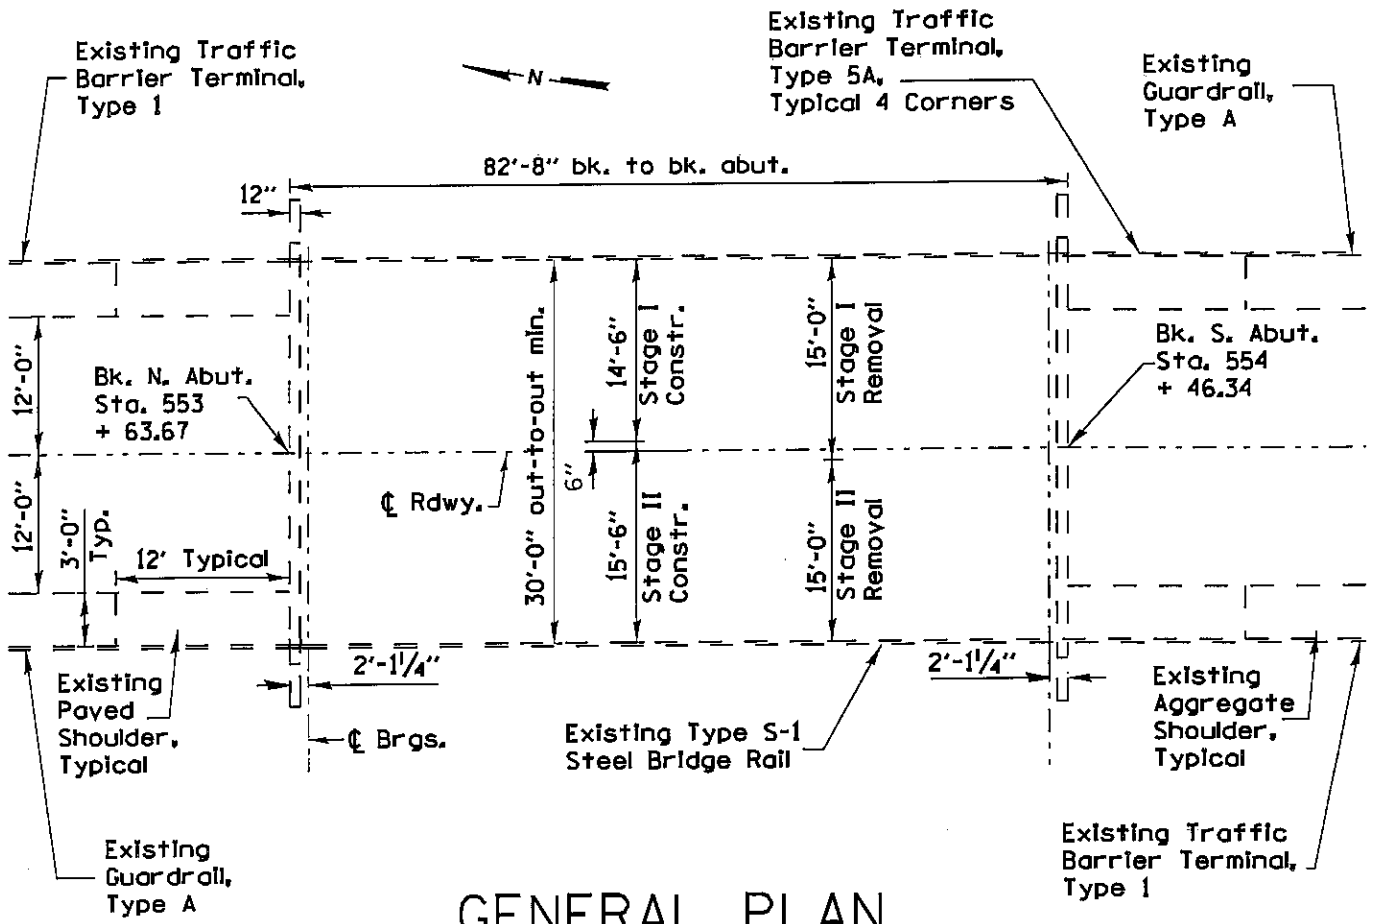 Existing Traffic
Barrier Terminal,
Type 1
N
Existing Traffic
Barrier Terminal,
Type 5A,
Typical 4 Corners
Existing
Guardrail,
Type A
82'-8" bk. to bk. abut.
12"
12'-0"
12'-0"
3'-0"
Typ.
12' Typical
Bk. N. Abut.
Sta. 553
+ 63.67
℄ Rdwy.
30'-0" out-to-out min.
6"
14'-6"
Stage I
Constr.
15'-6"
Stage II
Constr.
15'-0"
Stage I
Removal
15'-0"
Stage II
Removal
Bk. S. Abut.
Sta. 554
+ 46.34
2'-1 1/4"
2'-1 1/4"
Existing
Paved
Shoulder,
Typical
℄ Brgs.
Existing Type S-1
Steel Bridge Rail
Existing
Aggregate
Shoulder,
Typical
Existing
Guardrail,
Type A
Existing Traffic
Barrier Terminal,
Type 1
GENERAL PLAN